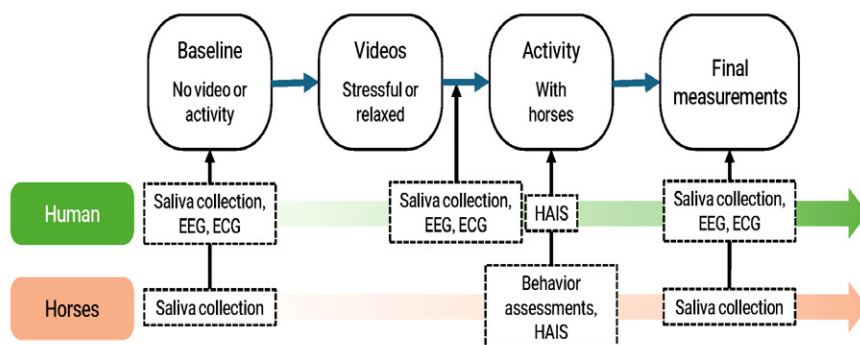 Baseline
No video or
activity
Videos
Stressful or
relaxed
Activity
With
horses
Final
measurements
Human
Saliva collection,
EEG, ECG
Saliva collection,
EEG, ECG
HAIS
Saliva collection,
EEG, ECG
Horses
Saliva collection
Behavior
assessments,
HAIS
Saliva collection